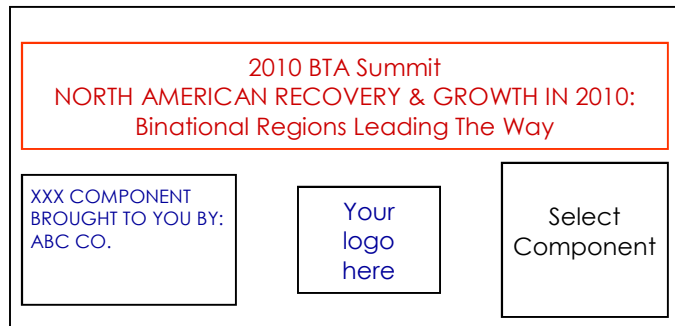 2010 BTA Summit
NORTH AMERICAN RECOVERY & GROWTH IN 2010:
Binational Regions Leading The Way
XXX COMPONENT
BROUGHT TO YOU BY:
ABC CO.
Your
logo
here
Select
Component